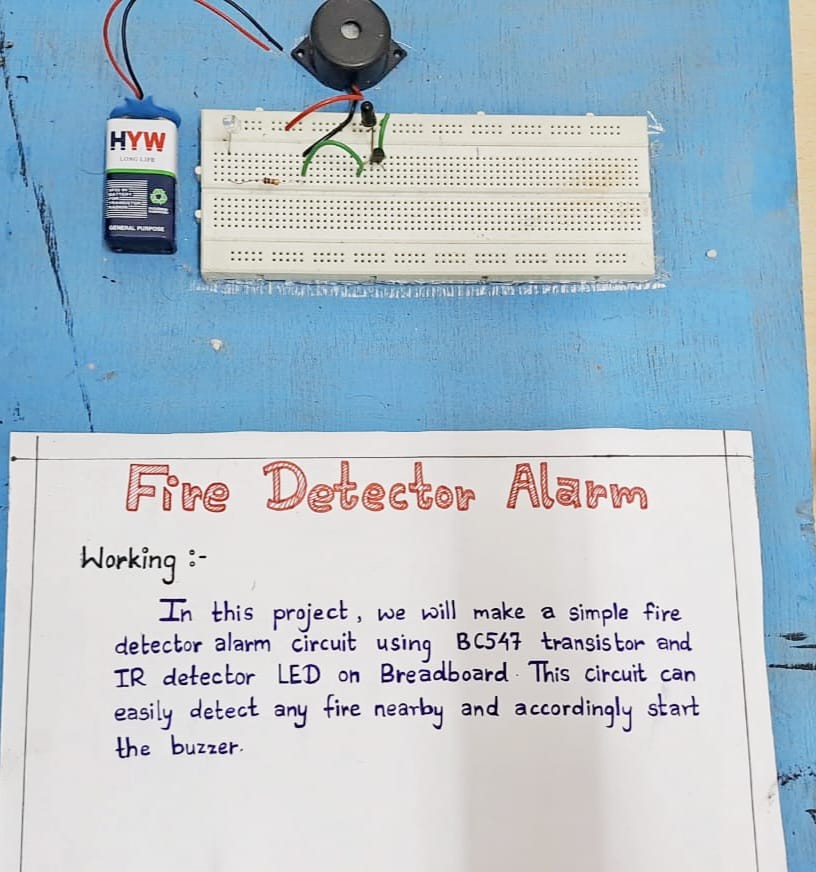 HYW
LONG LIFE
GENERAL PURPOSE
Fire Detector Alarm
Working :-
In this project, we will make a simple fire
detector alarm circuit using BC547 transistor and
IR detector LED on Breadboard. This circuit can
easily detect any fire nearby and accordingly start
the buzzer.